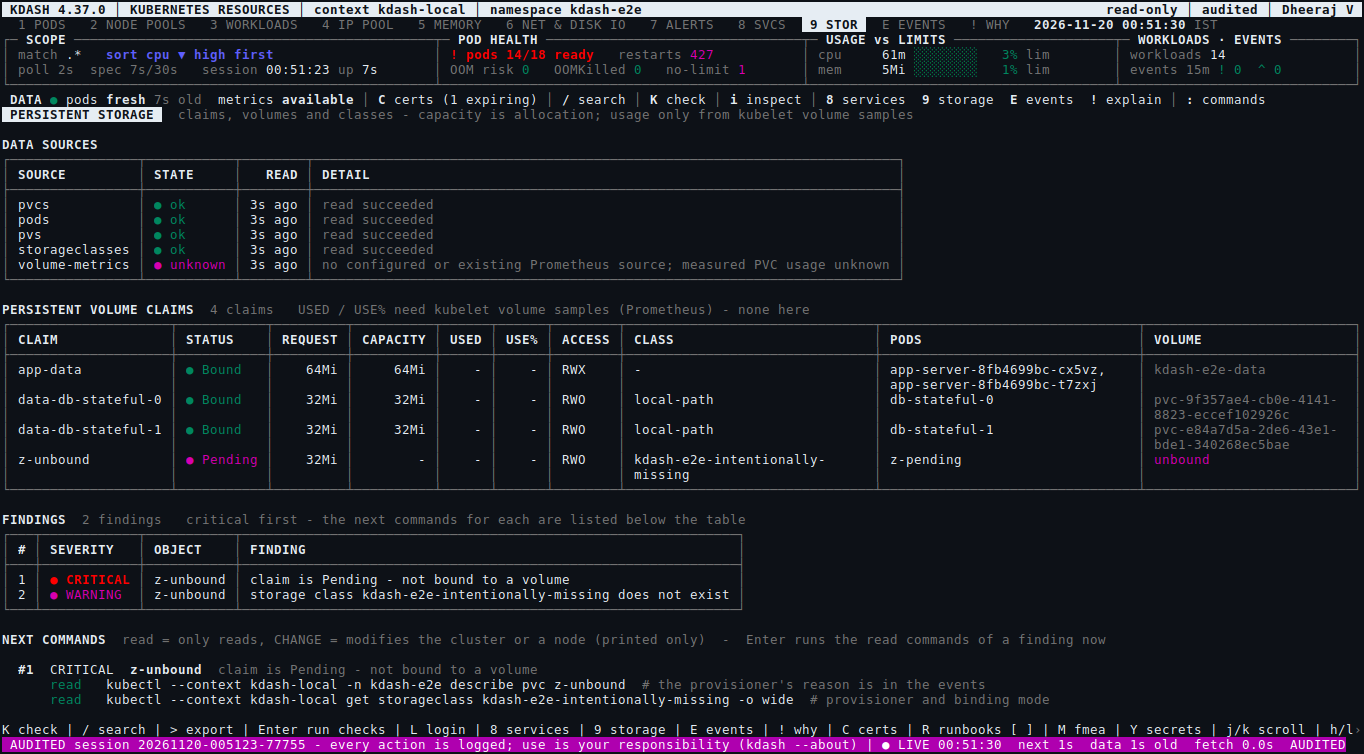 KDASH 4.37.0 │ KUBERNETES RESOURCES │ context kdash-local │ namespace kdash-e2e read-only │ audited │ Dheeraj V
1 PODS 2 NODE POOLS 3 WORKLOADS 4 IP POOL 5 MEMORY 6 NET & DISK IO 7 ALERTS 8 SVCS 9 STOR E EVENTS ! WHY 2026-11-20 00:51:30 IST
SCOPE POD HEALTH USAGE vs LIMITS WORKLOADS · EVENTS
match .* sort cpu ▼ high first ! pods 14/18 ready restarts 427 cpu 61m 3% lim workloads 14
poll 2s spec 7s/30s session 00:51:23 up 7s OOM risk 0 OOMKilled 0 no-limit 1 mem 5Mi 1% lim events 15m ! 0 ^ 0
DATA ● pods fresh 7s old metrics available │ C certs (1 expiring) │ / search │ K check │ i inspect │ 8 services 9 storage E events ! explain │ : commands
PERSISTENT STORAGE claims, volumes and classes - capacity is allocation; usage only from kubelet volume samples
DATA SOURCES
SOURCE STATE READ DETAIL
pvcs ● ok 3s ago read succeeded
pods ● ok 3s ago read succeeded
pvs ● ok 3s ago read succeeded
storageclasses ● ok 3s ago read succeeded
volume-metrics ● unknown 3s ago no configured or existing Prometheus source; measured PVC usage unknown
PERSISTENT VOLUME CLAIMS 4 claims USED / USE% need kubelet volume samples (Prometheus) - none here
CLAIM STATUS REQUEST CAPACITY USED USE% ACCESS CLASS PODS VOLUME
app-data ● Bound 64Mi 64Mi - - RWX - app-server-8fb4699bc-cx5vz, kdash-e2e-data
app-server-8fb4699bc-t7zxj
data-db-stateful-0 ● Bound 32Mi 32Mi - - RWO local-path db-stateful-0 pvc-9f357ae4-cb0e-4141-
8823-eccef102926c
data-db-stateful-1 ● Bound 32Mi 32Mi - - RWO local-path db-stateful-1 pvc-e84a7d5a-2de6-43e1-
bde1-340268ec5bae
z-unbound ● Pending 32Mi - - - RWO kdash-e2e-intentionally- z-pending unbound
missing
FINDINGS 2 findings critical first - the next commands for each are listed below the table
# SEVERITY OBJECT FINDING
1 ● CRITICAL z-unbound claim is Pending - not bound to a volume
2 ● WARNING z-unbound storage class kdash-e2e-intentionally-missing does not exist
NEXT COMMANDS read = only reads, CHANGE = modifies the cluster or a node (printed only) - Enter runs the read commands of a finding now
#1 CRITICAL z-unbound claim is Pending - not bound to a volume
read kubectl --context kdash-local -n kdash-e2e describe pvc z-unbound # the provisioner's reason is in the events
read kubectl --context kdash-local get storageclass kdash-e2e-intentionally-missing -o wide # provisioner and binding mode
K check | / search | > export | Enter run checks | L login | 8 services | 9 storage | E events | ! why | C certs | R runbooks [ ] | M fmea | Y secrets | j/k scroll | h/l›
AUDITED session 20261120-005123-77755 - every action is logged; use is your responsibility (kdash --about) | ● LIVE 00:51:30 next 1s data 1s old fetch 0.0s AUDITED